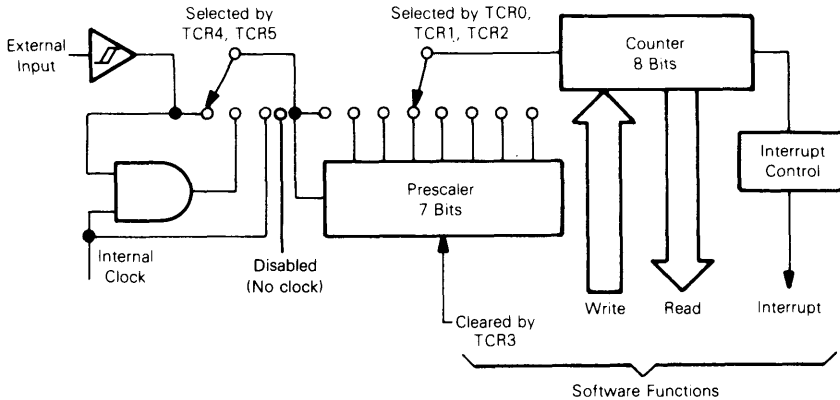 Selected by
TCR4, TCR5
Selected by TCR0,
TCR1, TCR2
Counter
8 Bits
External
Input
Interrupt
Control
Prescaler
7 Bits
Internal
Clock
Disabled
(No clock)
Write
Read
Interrupt
Cleared by
TCR3
Software Functions